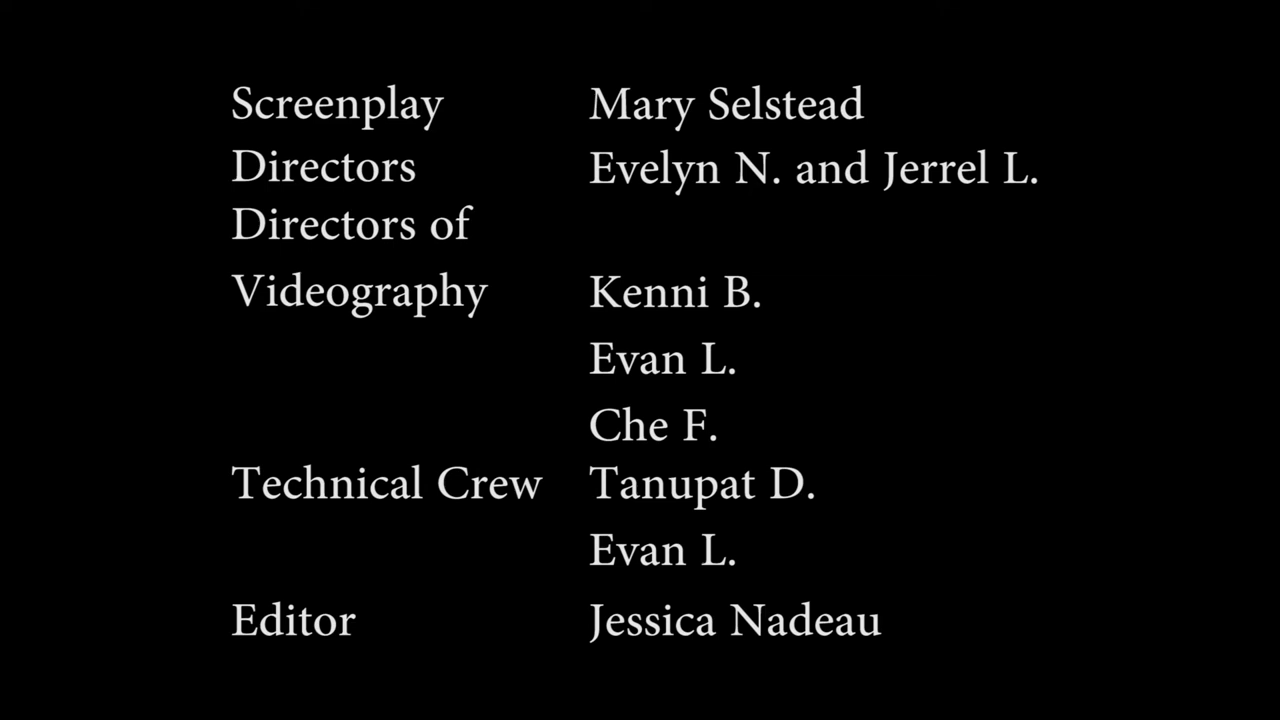 Screenplay Mary Selstead
Directors Evelyn N. and Jerrel L.
Directors of
Videography Kenni B.
Evan L.
Che F.
Technical Crew Tanupat D.
Evan L.
Editor Jessica Nadeau